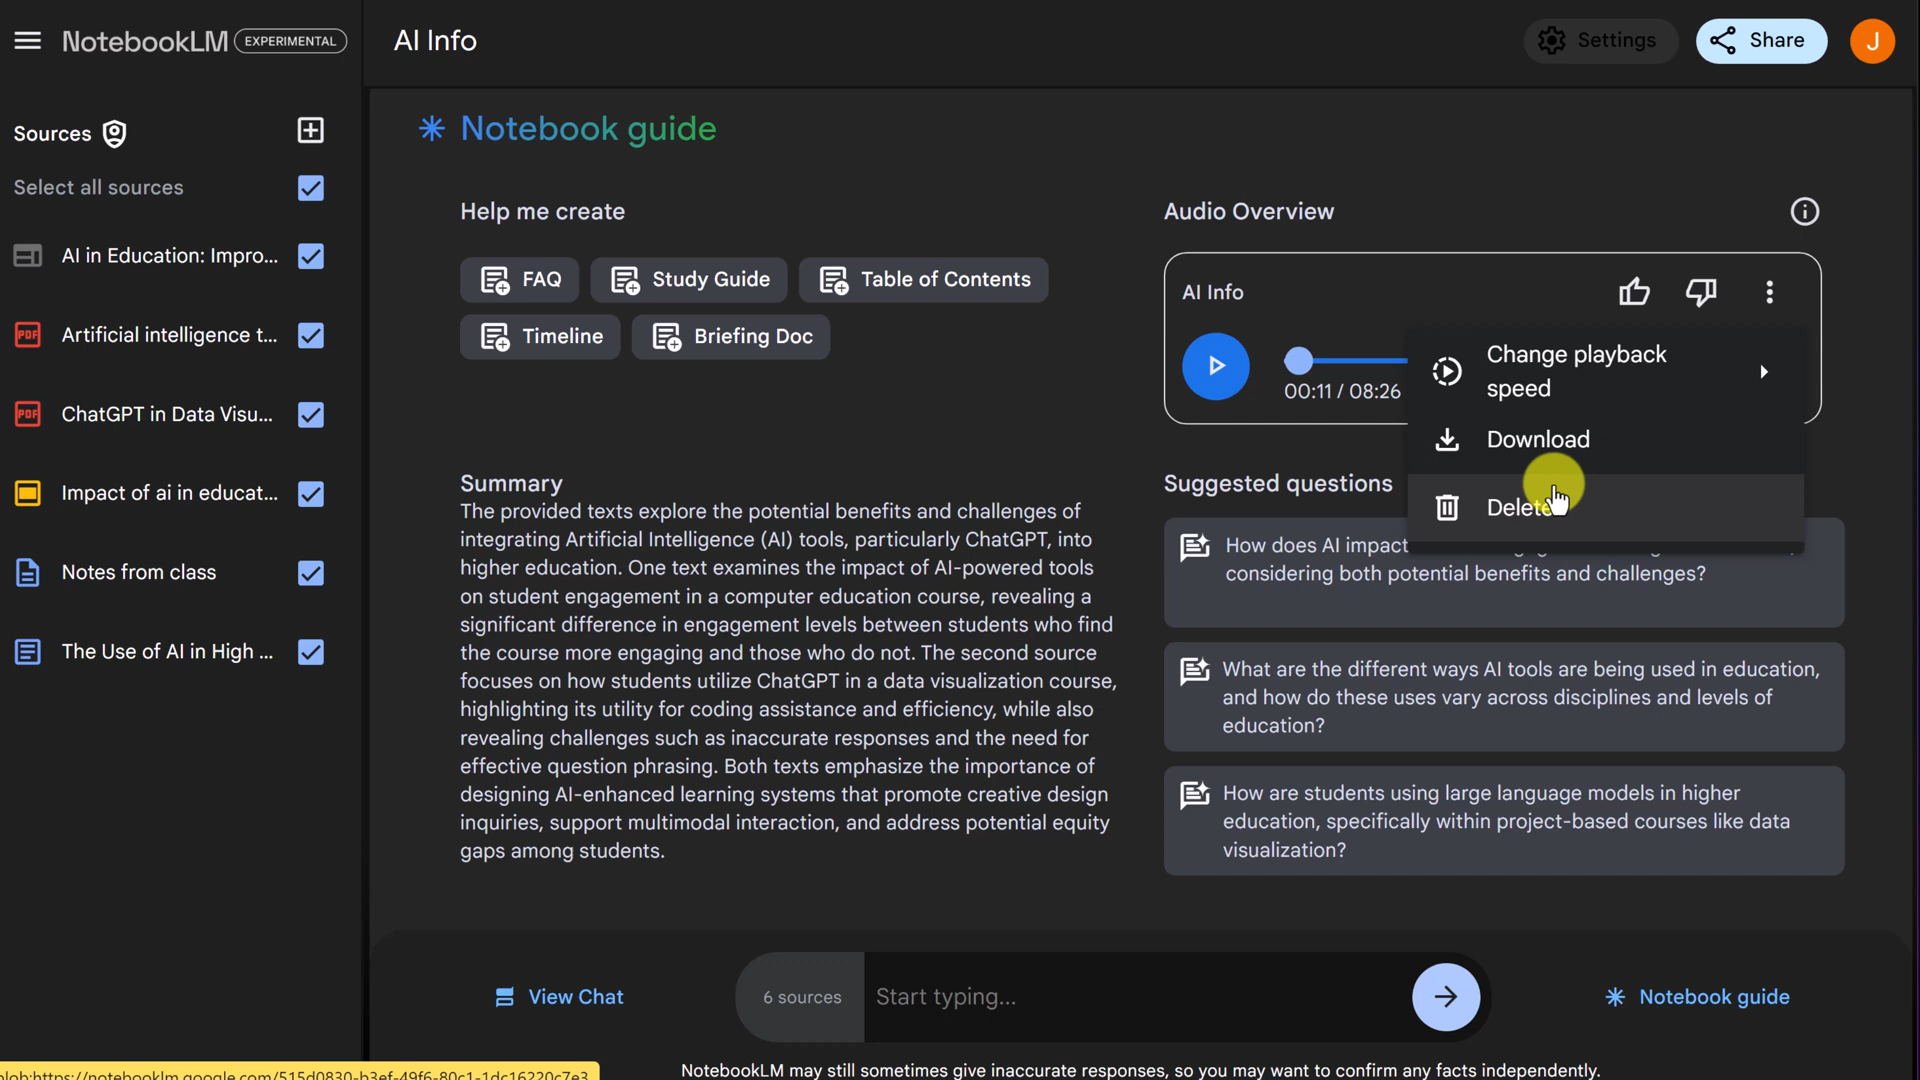 NotebookLM EXPERIMENTAL
AI Info
Settings
Share
J
Sources
Select all sources
AI in Education: Impro...
PDF Artificial intelligence t...
PDF ChatGPT in Data Visu...
Impact of ai in educat...
Notes from class
The Use of AI in High ...
Notebook guide
Help me create
FAQ
Study Guide
Table of Contents
Timeline
Briefing Doc
Summary
The provided texts explore the potential benefits and challenges of
integrating Artificial Intelligence (AI) tools, particularly ChatGPT, into
higher education. One text examines the impact of AI-powered tools
on student engagement in a computer education course, revealing a
significant difference in engagement levels between students who find
the course more engaging and those who do not. The second source
focuses on how students utilize ChatGPT in a data visualization course,
highlighting its utility for coding assistance and efficiency, while also
revealing challenges such as inaccurate responses and the need for
effective question phrasing. Both texts emphasize the importance of
designing AI-enhanced learning systems that promote creative design
inquiries, support multimodal interaction, and address potential equity
gaps among students.
Audio Overview
AI Info
00:11 / 08:26
Change playback
speed
Download
Delete
Suggested questions
How does AI impact
considering both potential benefits and challenges?
What are the different ways AI tools are being used in education,
and how do these uses vary across disciplines and levels of
education?
How are students using large language models in higher
education, specifically within project-based courses like data
visualization?
View Chat
6 sources
Start typing...
Notebook guide
NotebookLM may still sometimes give inaccurate responses, so you may want to confirm any facts independently.